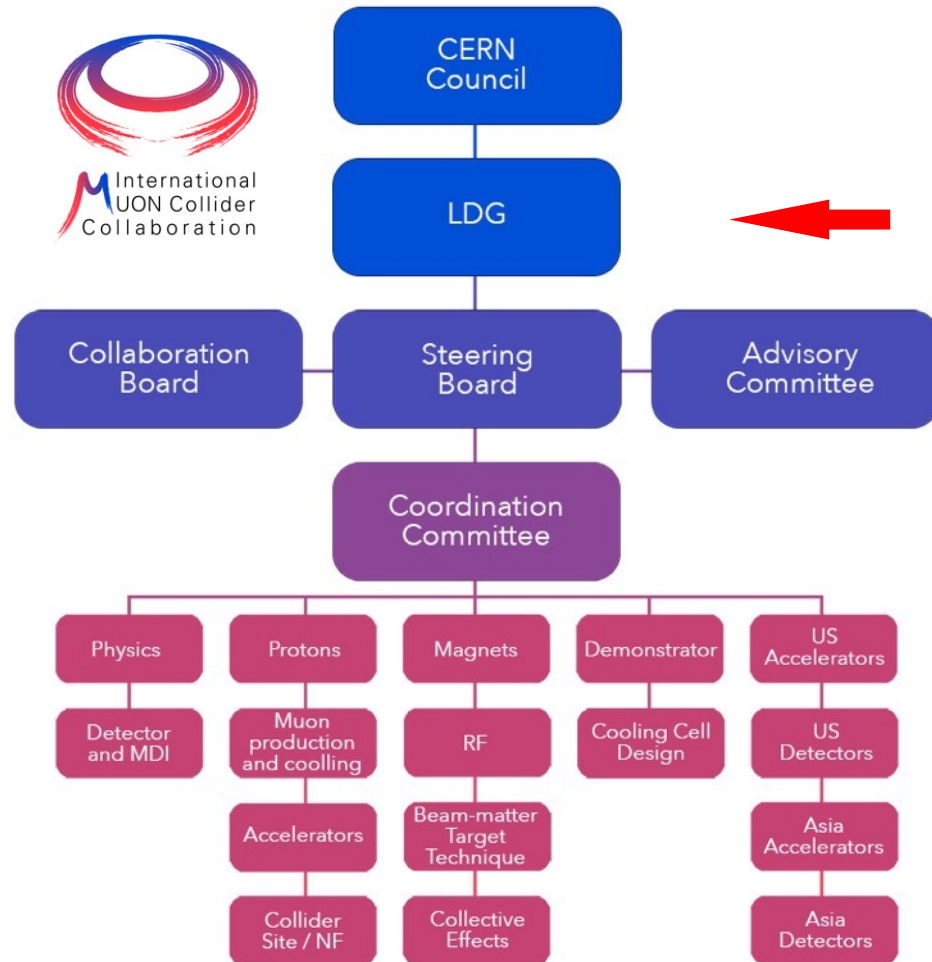 CERN
Council
International
MUON Collider
Collaboration
LDG
Collaboration
Board
Steering
Board
Advisory
Committee
Coordination
Committee
Physics
Protons
Magnets
Demonstrator
US
Accelerators
Detector
and MDI
Muon
production
and coolling
RF
Cooling Cell
Design
US
Detectors
Accelerators
Beam-matter
Target
Technique
Asia
Accelerators
Collider
Site / NF
Collective
Effects
Asia
Detectors